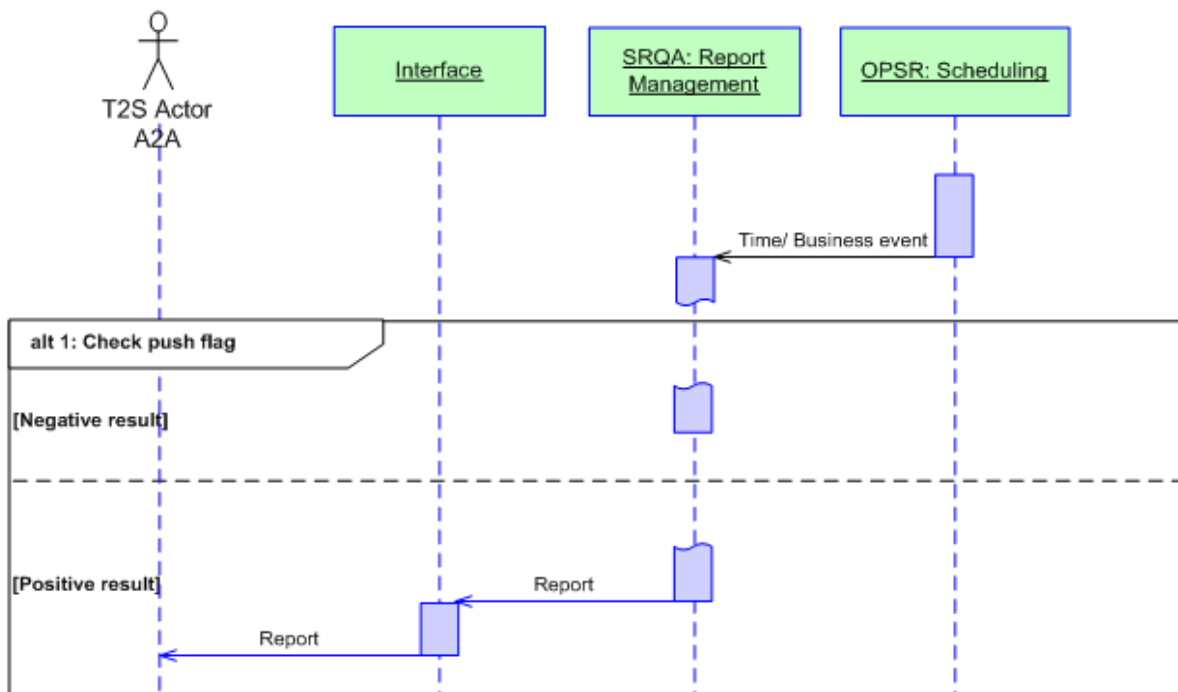 T2S Actor
A2A
Interface
SRQA: Report
Management
OPSR: Scheduling
Time/ Business event
alt 1: Check push flag
[Negative result]
[Positive result]
Report
Report